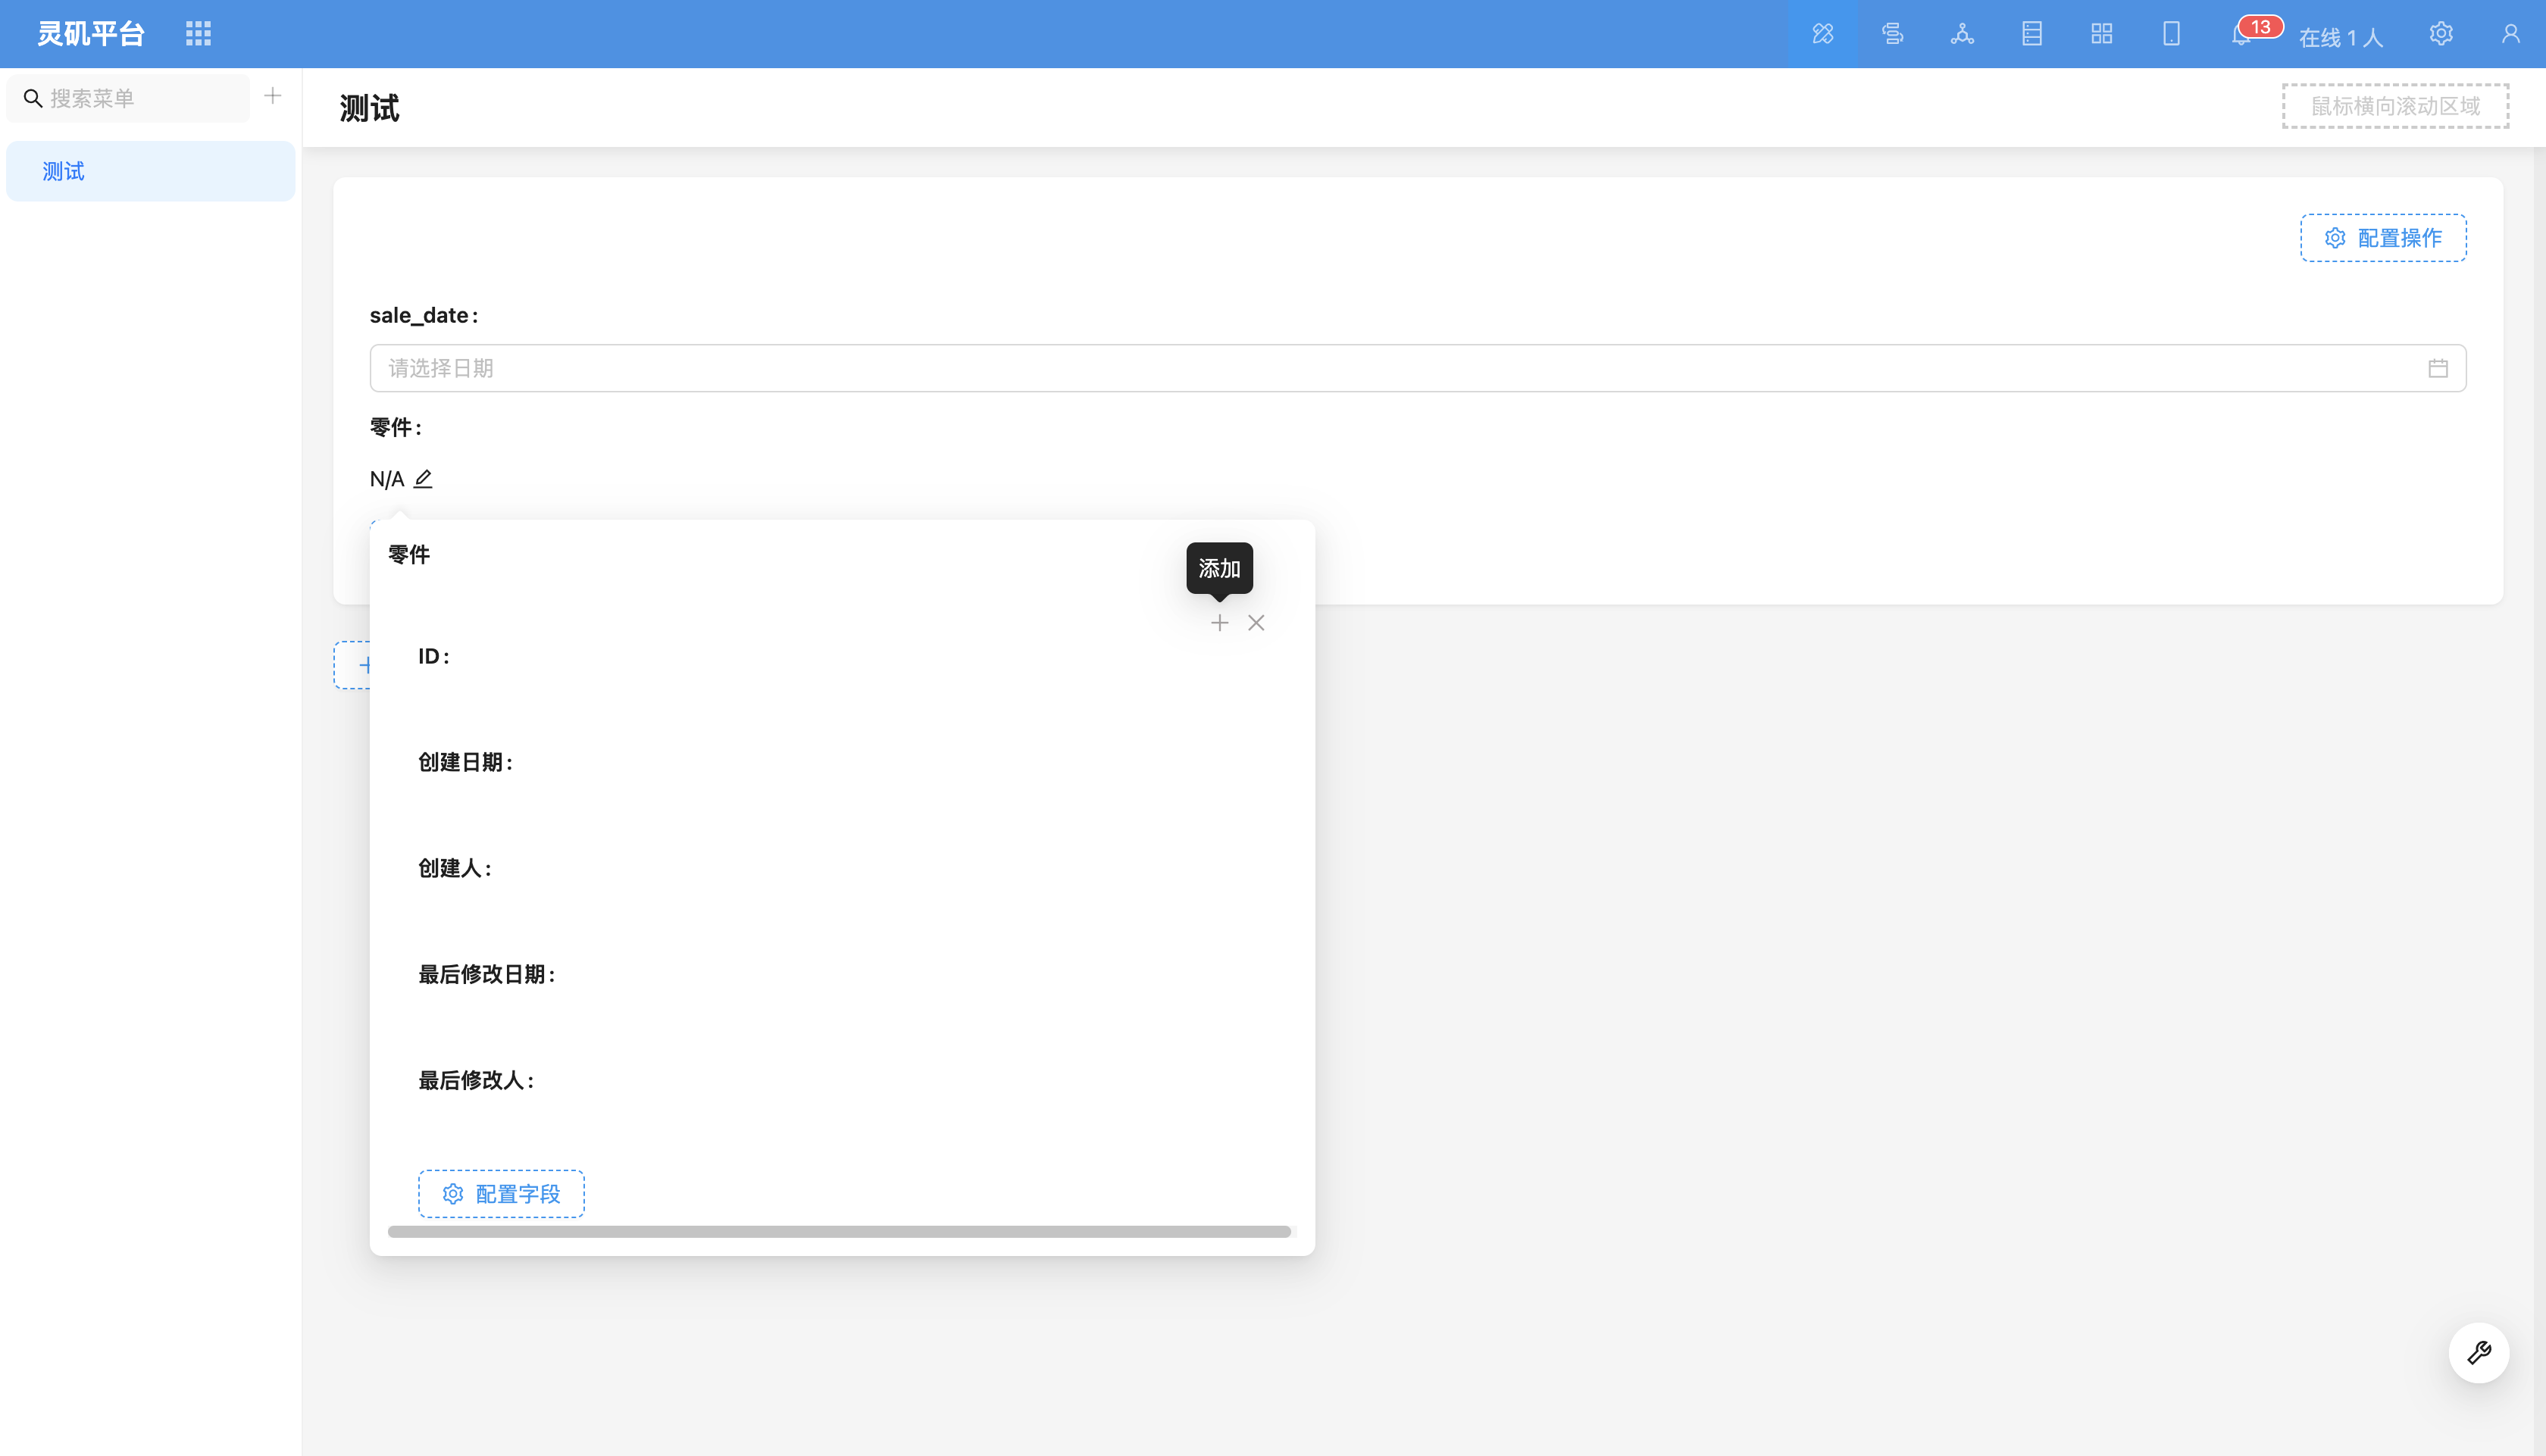 灵矶平台
13
在线 1 人
搜索菜单
测试
测试
鼠标横向滚动区域
配置操作
sale_date :
请选择日期
零件 :
N/A
零件
添加
ID :
创建日期 :
创建人 :
最后修改日期 :
最后修改人 :
配置字段